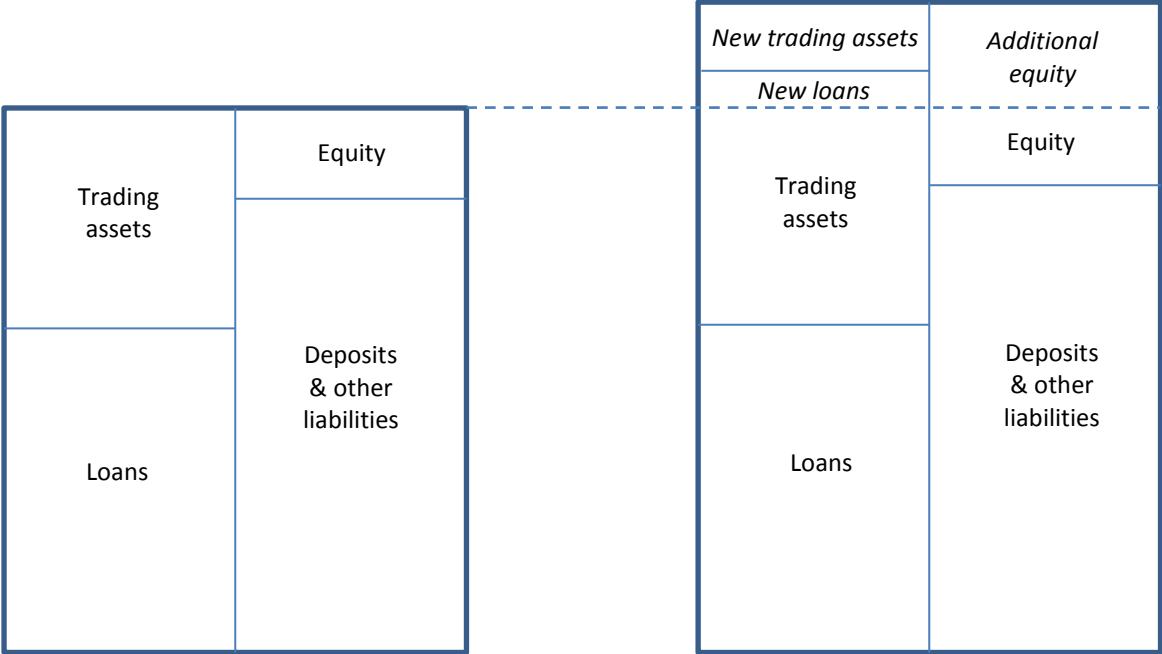 Trading
assets
Loans
Equity
Deposits
& other
liabilities
New trading assets
New loans
Trading
assets
Loans
Additional
equity
Equity
Deposits
& other
liabilities